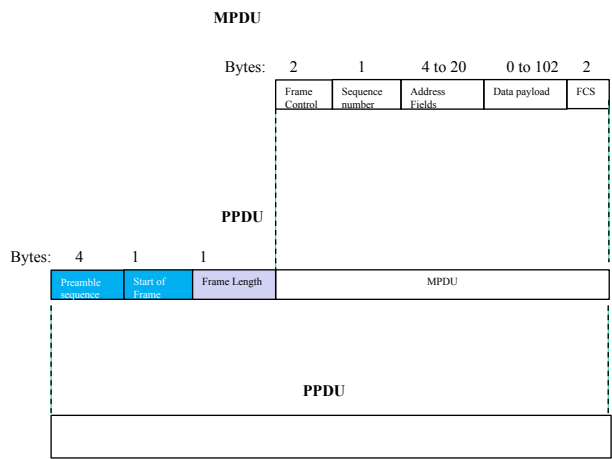 MPDU
Bytes: 2 1 4 to 20 0 to 102 2
Frame Control
Sequence number
Address Fields
Data payload
FCS
PPDU
Bytes: 4 1 1
Preamble sequence
Start of Frame
Frame Length
MPDU
PPDU